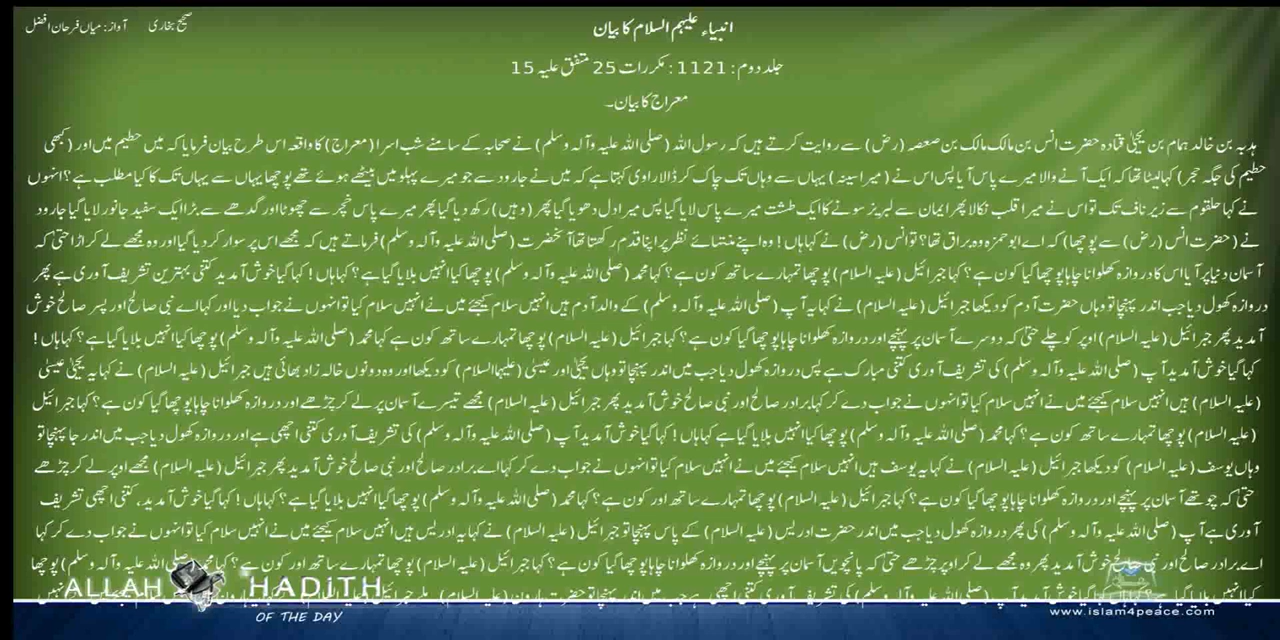 صحیح بخاری
آواز: میاں فرحان افضل
انبیاء علیہم السلام کا بیان
جلد دوم: 1121: مکررات 25 متفق علیہ 15
معراج کا بیان۔
ہدبہ بن خالد ہمام بن یحییٰ قتادہ حضرت انس بن مالک مالک بن صعصہ (رض) سے روایت کرتے ہیں کہ رسول اللہ (صلی اللہ علیہ وآلہ وسلم) نے صحابہ کے سامنے شب اسرا (معراج) کا واقعہ اس طرح بیان فرمایا کہ میں حطیم میں اور (کبھی
حطیم کی جگہ حجر) کہا لیٹا تھا کہ ایک آنے والا میرے پاس آیا پس اس نے (میرا سینہ) یہاں سے وہاں تک چاک کر ڈالا راوی کہتا ہے کہ میں نے جارود سے جو میرے پہلو میں بیٹھے ہوئے تھے پوچھا یہاں سے یہاں تک کا کیا مطلب ہے؟ انہوں
نے کہا حلقوم سے زیر ناف تک تو اس نے میرا قلب نکالا پھر ایمان سے لبریز سونے کا ایک طشت میرے پاس لایا گیا پس میرا دل دھویا گیا پھر (وہیں) رکھ دیا گیا پھر میرے پاس خچر سے چھوٹا اور گدھے سے بڑا ایک سفید جانور لایا گیا جارود
نے (حضرت انس (رض) سے پوچھا) کہ اے ابو حمزہ وہ براق تھا؟ تو انس (رض) نے کہا ہاں! وہ اپنے منتہائے نظر پر اپنا قدم رکھتا تھا آنحضرت (صلی اللہ علیہ وآلہ وسلم) فرماتے ہیں کہ مجھے اس پر سوار کر دیا گیا اور وہ مجھے لے کر اڑا حتی کہ
آسمان دنیا پر آیا اس کا دروازہ کھلوانا چاہا پوچھا گیا کون ہے؟ کہا جبرائیل (علیہ السلام) پوچھا تمہارے ساتھ کون ہے؟ کہا محمد (صلی اللہ علیہ وآلہ وسلم) پوچھا کیا انہیں بلایا گیا ہے؟ کہا ہاں! کہا گیا خوش آمدید کتنی بہترین تشریف آوری ہے پھر
دروازہ کھول دیا جب اندر پہنچا تو وہاں حضرت آدم کو دیکھا جبرائیل (علیہ السلام) نے کہا یہ آپ (صلی اللہ علیہ وآلہ وسلم) کے والد آدم ہیں انہیں سلام کیجئے میں نے انہیں سلام کیا تو انہوں نے جواب دیا اور کہا اے نبی صالح اور پسر صالح خوش
آمدید پھر جبرائیل (علیہ السلام) اوپر کو چلے حتی کہ دوسرے آسمان پر پہنچے اور دروازہ کھلوانا چاہا پوچھا گیا کون ہے؟ کہا جبرائیل (علیہ السلام) پوچھا تمہارے ساتھ کون ہے کہا محمد (صلی اللہ علیہ وآلہ وسلم) پوچھا کیا انہیں بلایا گیا ہے؟ کہا ہاں!
کہا گیا خوش آمدید آپ (صلی اللہ علیہ وآلہ وسلم) کی تشریف آوری کتنی مبارک ہے پس دروازہ کھول دیا جب میں اندر پہنچا تو وہاں یحییٰ اور عیسیٰ (علیہما السلام) کو دیکھا اور وہ دونوں خالہ زاد بھائی ہیں جبرائیل (علیہ السلام) نے کہا یہ یحییٰ عیسیٰ
(علیہ السلام) ہیں انہیں سلام کیجئے میں نے انہیں سلام کیا تو انہوں نے جواب دے کر کہا برادر صالح اور نبی صالح خوش آمدید پھر جبرائیل (علیہ السلام) مجھے تیسرے آسمان پر لے کر چڑھے اور دروازہ کھلوانا چاہا پوچھا گیا کون ہے؟ کہا جبرائیل
(علیہ السلام) پوچھا تمہارے ساتھ کون ہے؟ کہا محمد (صلی اللہ علیہ وآلہ وسلم) پوچھا کیا انہیں بلایا گیا ہے کہا ہاں! کہا گیا خوش آمدید آپ (صلی اللہ علیہ وآلہ وسلم) کی تشریف آوری کتنی اچھی ہے اور دروازہ کھول دیا جب میں اندر جا پہنچا تو
وہاں یوسف (علیہ السلام) کو دیکھا جبرائیل (علیہ السلام) نے کہا یہ یوسف ہیں انہیں سلام کیجئے میں نے انہیں سلام کیا تو انہوں نے جواب دے کر کہا اے برادر صالح اور نبی صالح خوش آمدید پھر جبرائیل (علیہ السلام) مجھے اوپر لے کر چڑھے
حتی کہ چوتھے آسمان پر پہنچے اور دروازہ کھلوانا چاہا پوچھا گیا کون ہے؟ کہا جبرائیل (علیہ السلام) پوچھا تمہارے ساتھ اور کون ہے؟ کہا محمد (صلی اللہ علیہ وآلہ وسلم) پوچھا گیا انہیں بلایا گیا ہے؟ کہا ہاں! کہا گیا خوش آمدید، کتنی اچھی تشریف
آوری ہے آپ (صلی اللہ علیہ وآلہ وسلم) کی پھر دروازہ کھول دیا جب میں اندر حضرت ادریس (علیہ السلام) کے پاس پہنچا تو جبرائیل (علیہ السلام) نے کہا یہ ادریس ہیں انہیں سلام کیجئے میں نے انہیں سلام کیا تو انہوں نے جواب دے کر کہا
اے برادر صالح اور نبی صالح خوش آمدید پھر وہ مجھے لے کر اوپر چڑھے حتی کہ پانچویں آسمان پر پہنچے اور دروازہ کھلوانا چاہا پوچھا گیا کون ہے؟ کہا جبرائیل (علیہ السلام) پوچھا تمہارے ساتھ اور کون ہے؟ کہا محمد (صلی اللہ علیہ وآلہ وسلم) پوچھا
ALLAH HADITH
OF THE DAY
www.islam4peace.com